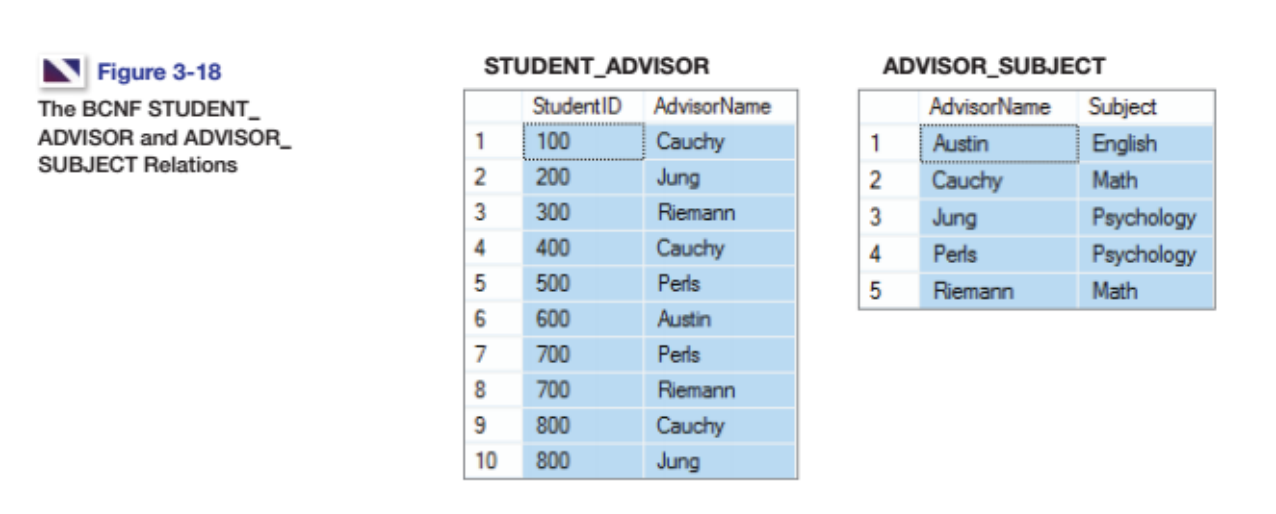 Figure 3-18
The BCNF STUDENT_
ADVISOR and ADVISOR_
SUBJECT Relations
STUDENT_ADVISOR
StudentID AdvisorName
1 100 Cauchy
2 200 Jung
3 300 Riemann
4 400 Cauchy
5 500 Perls
6 600 Austin
7 700 Perls
8 700 Riemann
9 800 Cauchy
10 800 Jung
ADVISOR_SUBJECT
AdvisorName Subject
1 Austin English
2 Cauchy Math
3 Jung Psychology
4 Perls Psychology
5 Riemann Math